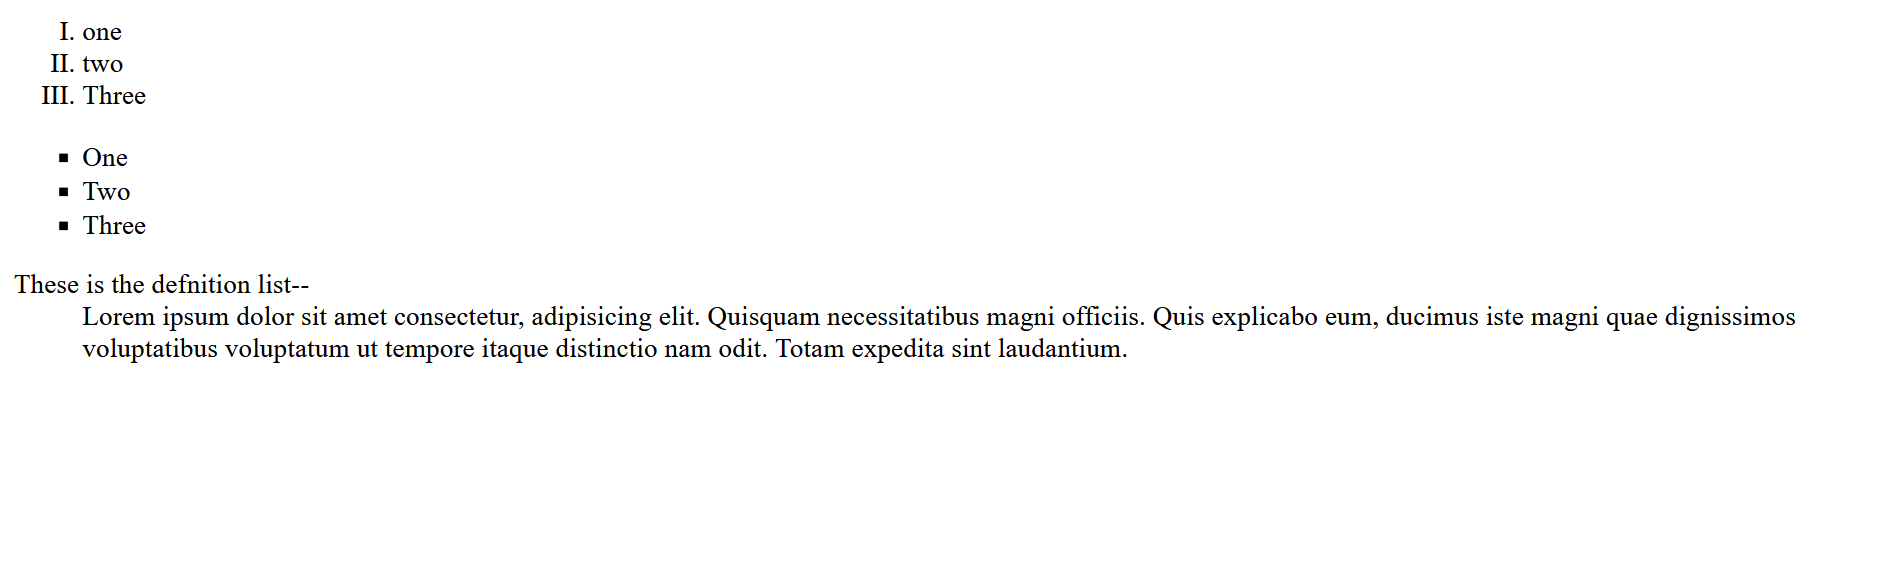 I. one
II. two
III. Three
▪ One
▪ Two
▪ Three
These is the defnition list--
Lorem ipsum dolor sit amet consectetur, adipisicing elit. Quisquam necessitatibus magni officiis. Quis explicabo eum, ducimus iste magni quae dignissimos
voluptatibus voluptatum ut tempore itaque distinctio nam odit. Totam expedita sint laudantium.